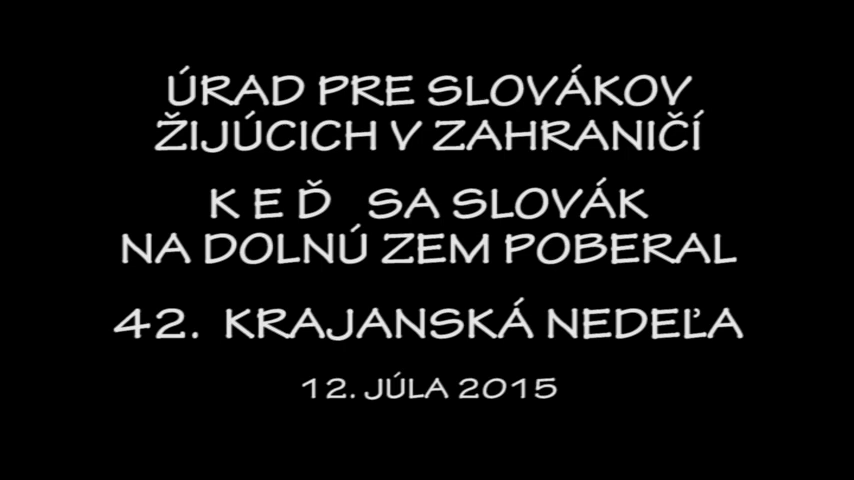 ÚRAD PRE SLOVÁKOV
ŽIJÚCICH V ZAHRANIČÍ
K E Ď SA SLOVÁK
NA DOLNÚ ZEM POBERAL
42. KRAJANSKÁ NEDEĽA
12. JÚLA 2015